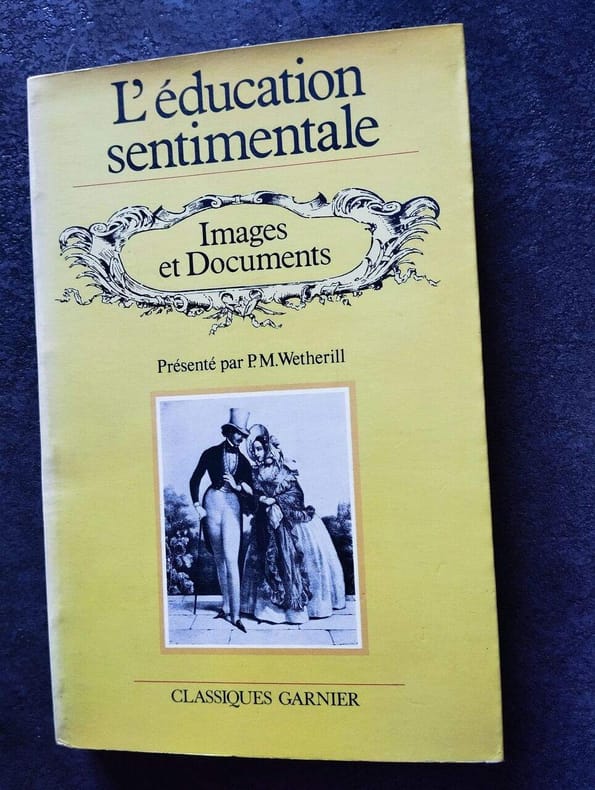 L'éducation
sentimentale
Images
et Documents
Présenté par P.M.Wetherill
CLASSIQUES GARNIER